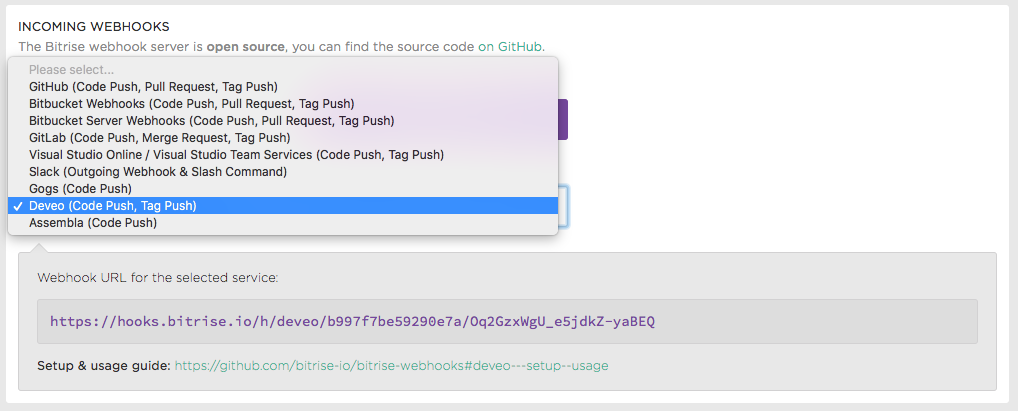 INCOMING WEBHOOKS
The Bitrise webhook server is open source, you can find the source code on GitHub.
Please select...
GitHub (Code Push, Pull Request, Tag Push)
Bitbucket Webhooks (Code Push, Pull Request, Tag Push)
Bitbucket Server Webhooks (Code Push, Pull Request, Tag Push)
GitLab (Code Push, Merge Request, Tag Push)
Visual Studio Online / Visual Studio Team Services (Code Push, Tag Push)
Slack (Outgoing Webhook & Slash Command)
Gogs (Code Push)
✓ Deveo (Code Push, Tag Push)
Assembla (Code Push)
Webhook URL for the selected service:
https://hooks.bitrise.io/h/deveo/b997f7be59290e7a/Oq2GzxWgU_e5jdkZ-yaBEQ
Setup & usage guide: https://github.com/bitrise-io/bitrise-webhooks#deveo---setup--usage